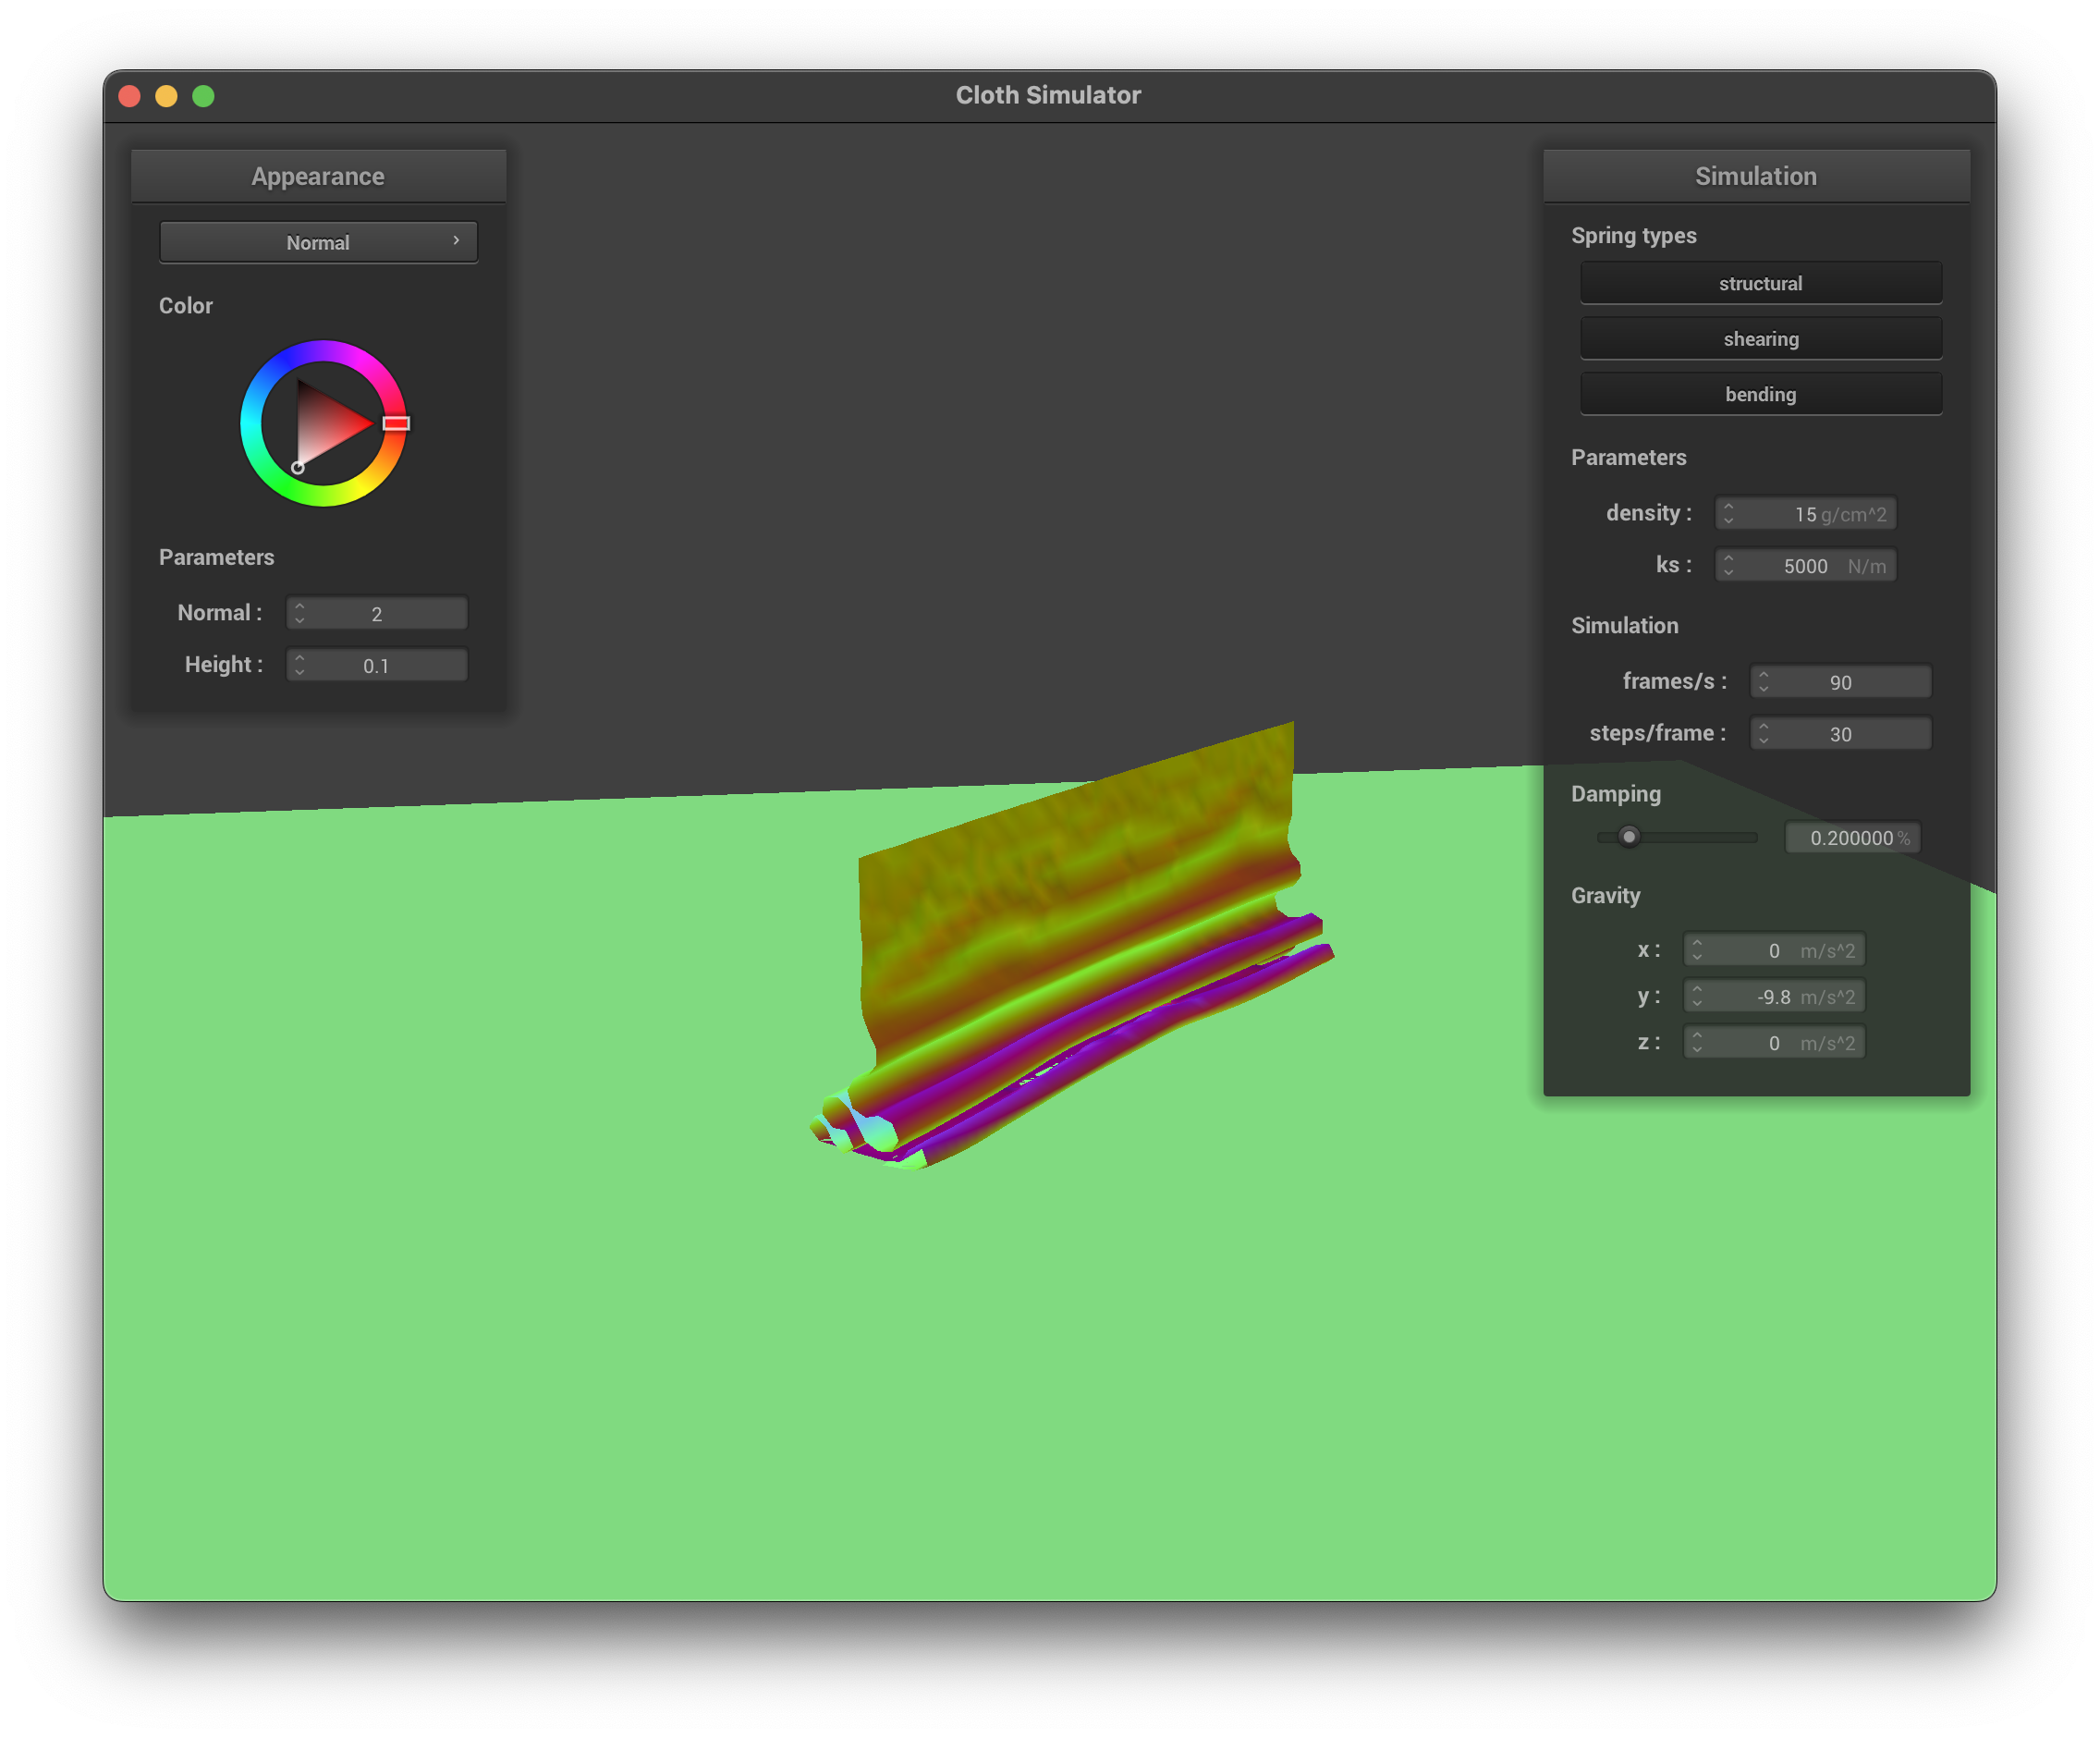 Cloth Simulator
Appearance
Normal
Color
Parameters
Normal : 2
Height : 0.1
Simulation
Spring types
structural
shearing
bending
Parameters
density : 15 g/cm^2
ks : 5000 N/m
Simulation
frames/s : 90
steps/frame : 30
Damping
0.200000 %
Gravity
x : 0 m/s^2
y : -9.8 m/s^2
z : 0 m/s^2